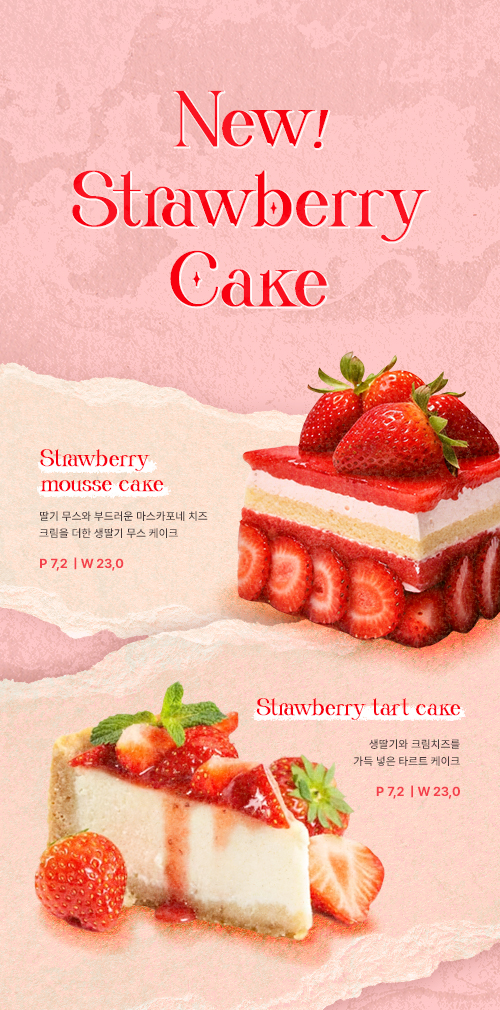 New!
Strawberry
Cake
Strawberry
mousse cake
딸기 무스와 부드러운 마스카포네 치즈
크림을 더한 생딸기 무스 케이크
P 7,2 | W 23,0
Strawberry tart cake
생딸기와 크림치즈를
가득 넣은 타르트 케이크
P 7,2 | W 23,0